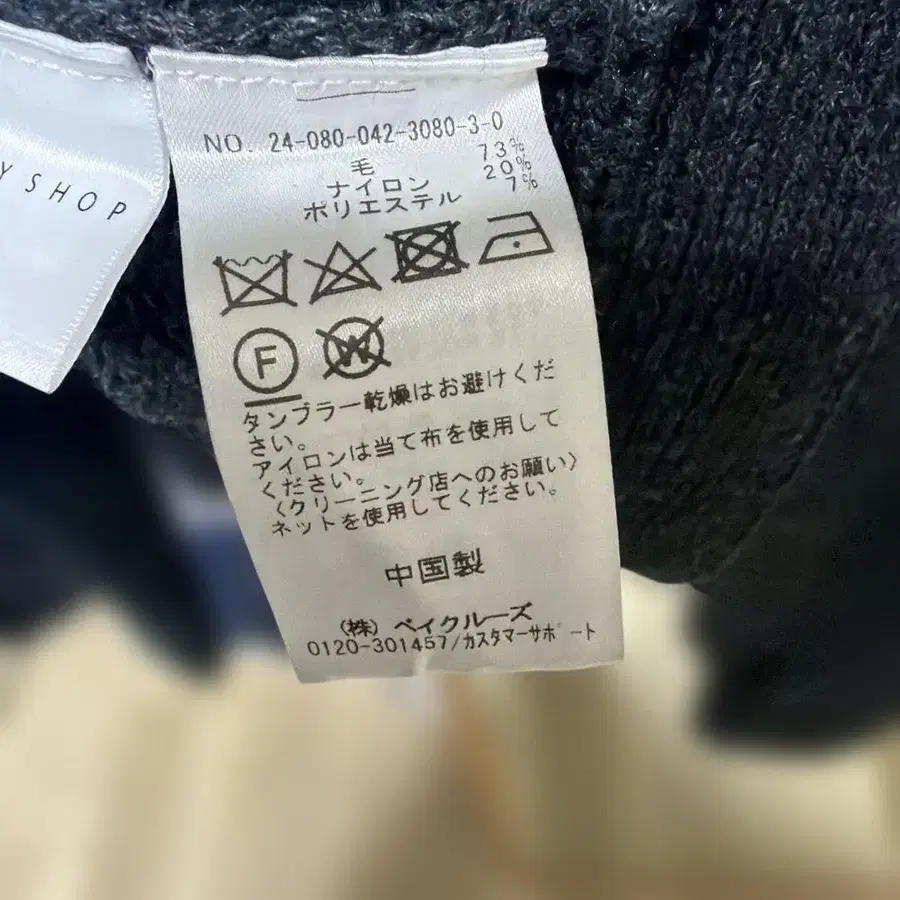 Y SHOP
NO. 24-080-042-3080-3-0
毛 73%
ナイロン 20%
ポリエステル 7%
F
W
タンブラー乾燥はお避けくだ
さい。
アイロンは当て布を使用して
ください。
〈クリーニング店へのお願い〉
ネットを使用してください。
中国製
(株) ベイクルーズ
0120-301457/カスタマーサポート